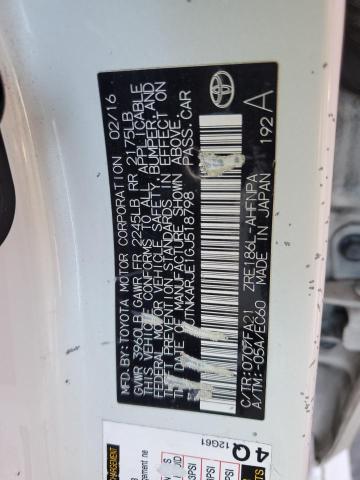 MFD.BY:TOYOTA MOTOR CORPORATION 02/16
GVWR 3960LB GAWR FR 2245LB RR 2175LB
THIS VEHICLE CONFORMS TO ALL APPLICABLE
FEDERAL MOTOR VEHICLE SAFETY, BUMPER, AND
THEFT PREVENTION STANDARDS IN EFFECT ON
THE DATE OF MANUFACTURE SHOWN ABOVE.
JTNKARJE1GJ518798 PASS.CAR
C/TR:070/FA21 ZRE186L-AHFNPA
A/TM:-05A/EC60 MADE IN JAPAN 192 A
4Q
12G61